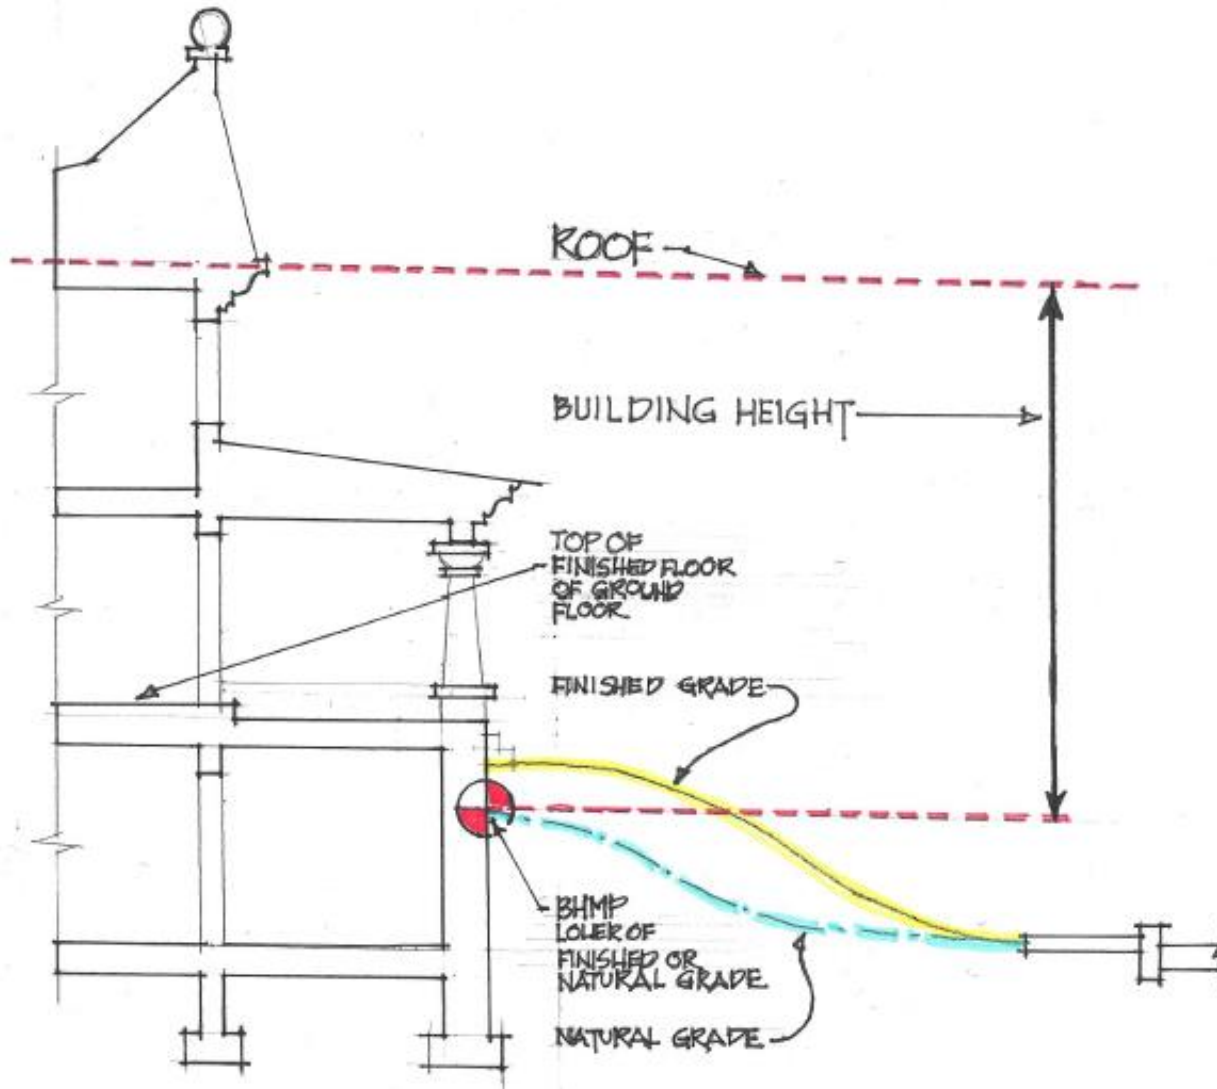 ROOF
BUILDING HEIGHT
TOP OF
FINISHED FLOOR
OF GROUND
FLOOR
FINISHED GRADE
BHMP
LOWER OF
FINISHED OR
NATURAL GRADE
NATURAL GRADE